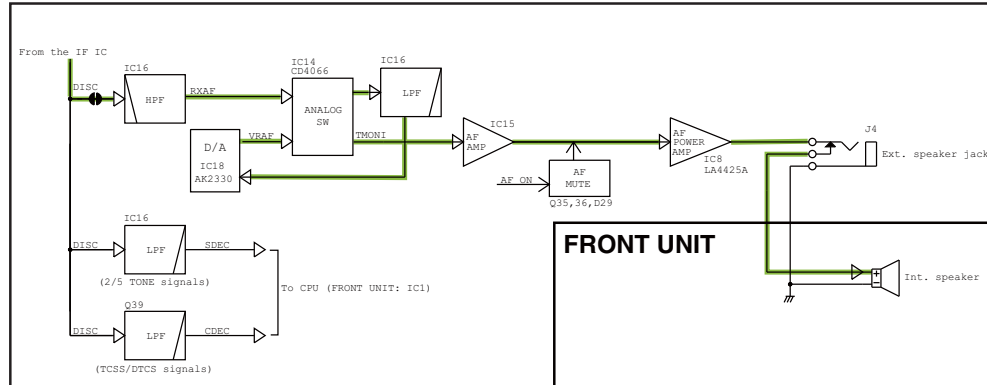 From the IF IC
DISC
IC16
HPF
RXAF
IC14
CD4066
ANALOG
SW
IC16
LPF
D/A
IC18
AK2330
VRAF
TMONI
IC15
AF
AMP
AF ON
AF
MUTE
Q35,36,D29
AF
POWER
AMP
IC8
LA4425A
J4
Ext. speaker jack
DISC
IC16
LPF
SDEC
(2/5 TONE signals)
To CPU (FRONT UNIT: IC1)
DISC
Q39
LPF
CDEC
(TCSS/DTCS signals)
FRONT UNIT
+
−
Int. speaker